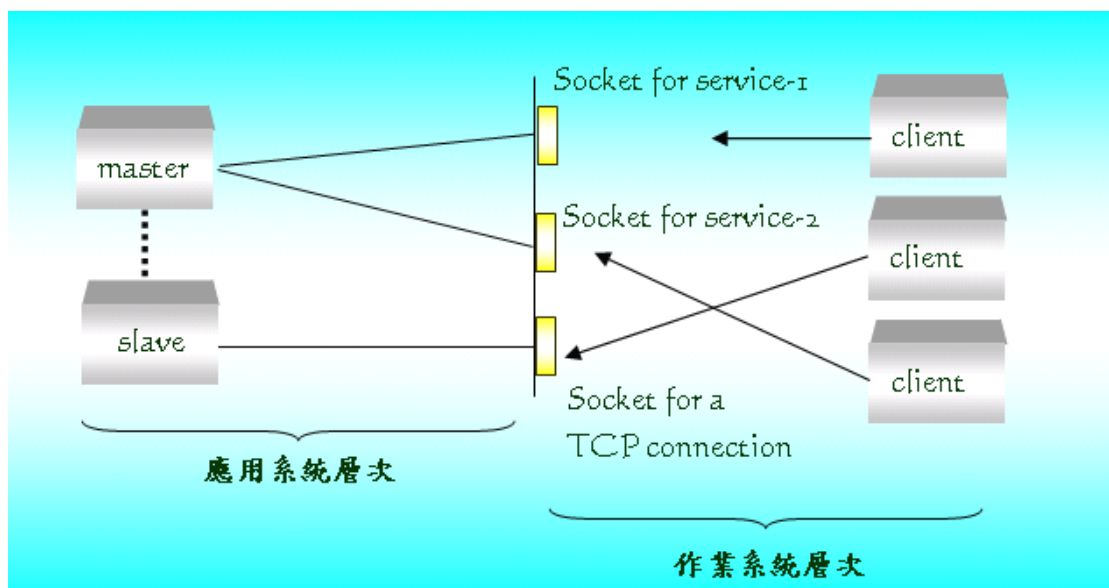 Socket for service-1
master
client
Socket for service-2
client
slave
client
Socket for a
TCP connection
應用系統層次
作業系統層次